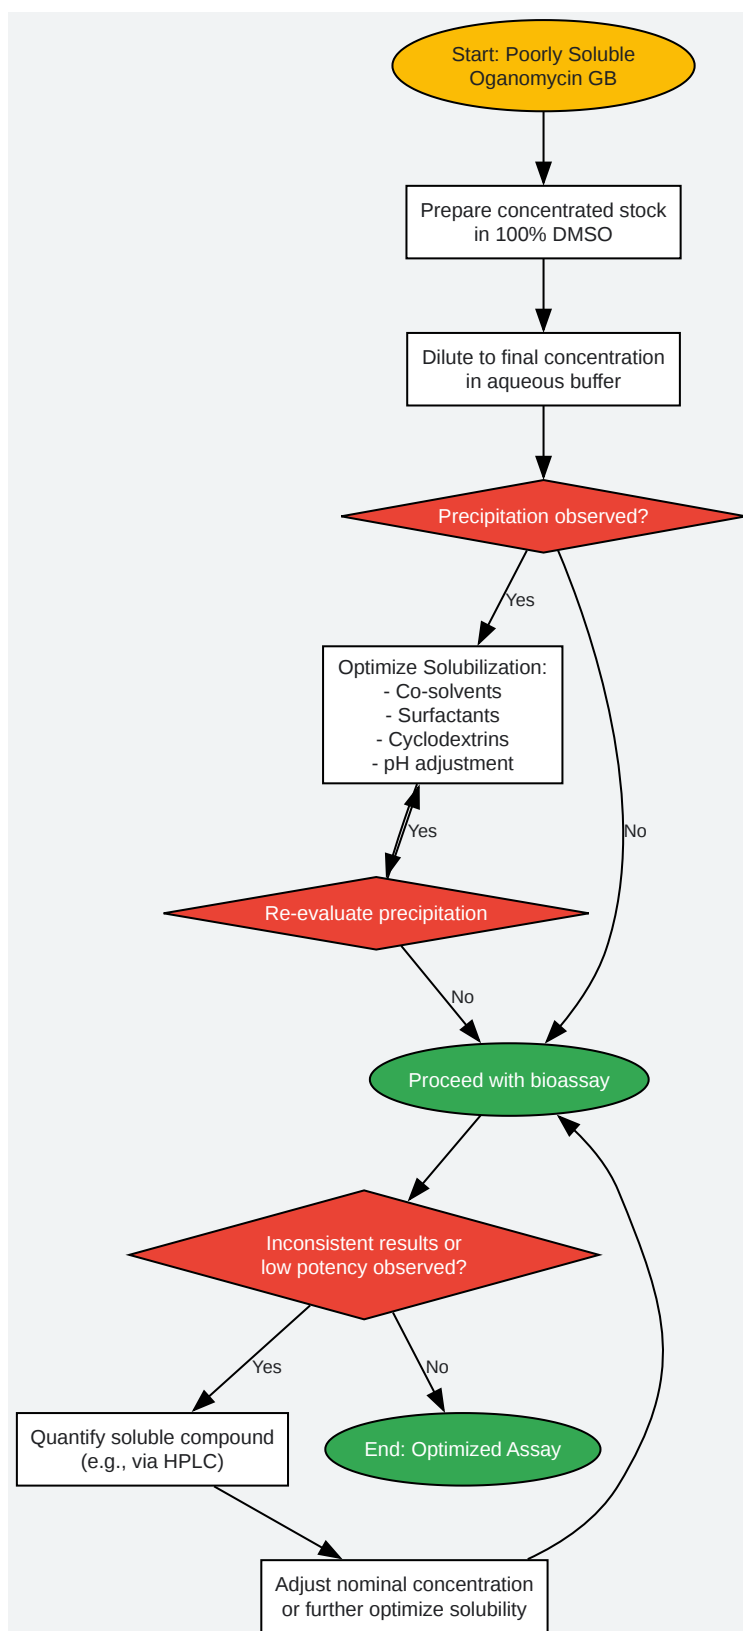 Start: Poorly Soluble
Oganomycin GB
Prepare concentrated stock
in 100% DMSO
Dilute to final concentration
in aqueous buffer
Precipitation observed?
Yes
Optimize Solubilization:
- Co-solvents
- Surfactants
- Cyclodextrins
- pH adjustment
Yes
No
Re-evaluate precipitation
No
Proceed with bioassay
Inconsistent results or
low potency observed?
Yes
No
Quantify soluble compound
(e.g., via HPLC)
End: Optimized Assay
Adjust nominal concentration
or further optimize solubility